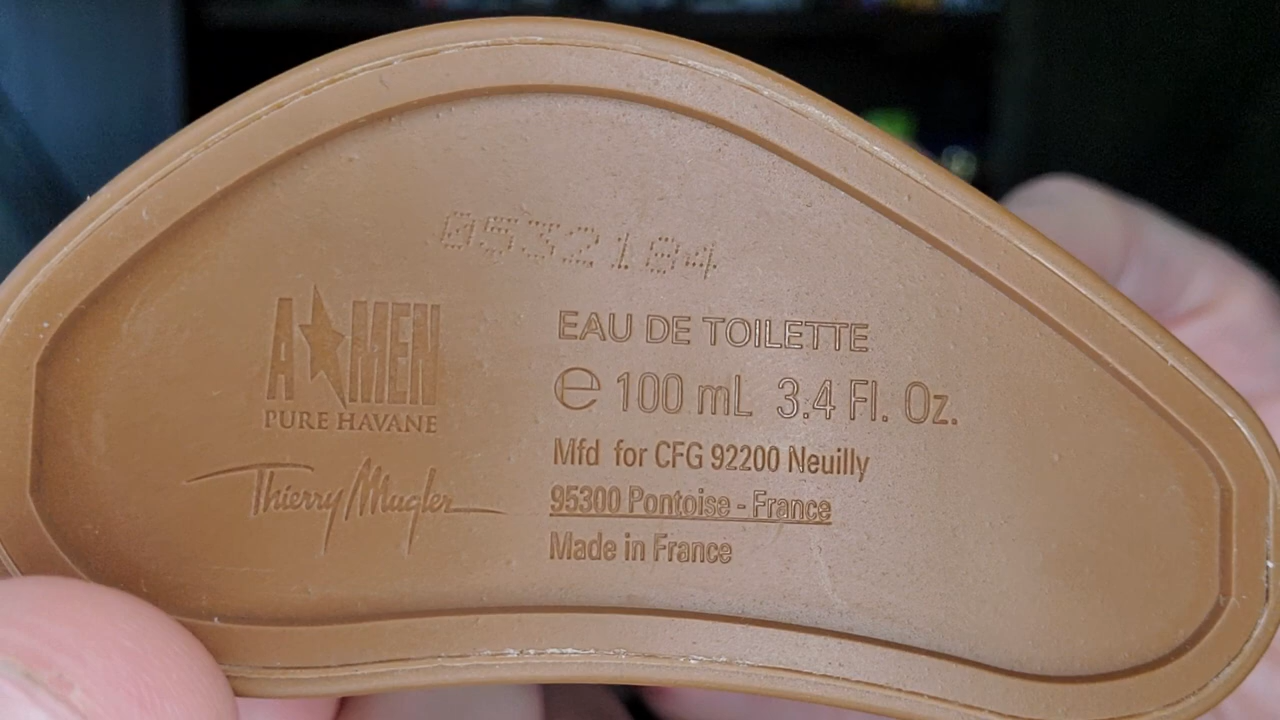 0532104
A★MEN
PURE HAVANE
Thierry Mugler
EAU DE TOILETTE
℮ 100 mL 3.4 Fl. Oz.
Mfd for CFG 92200 Neuilly
95300 Pontoise - France
Made in France